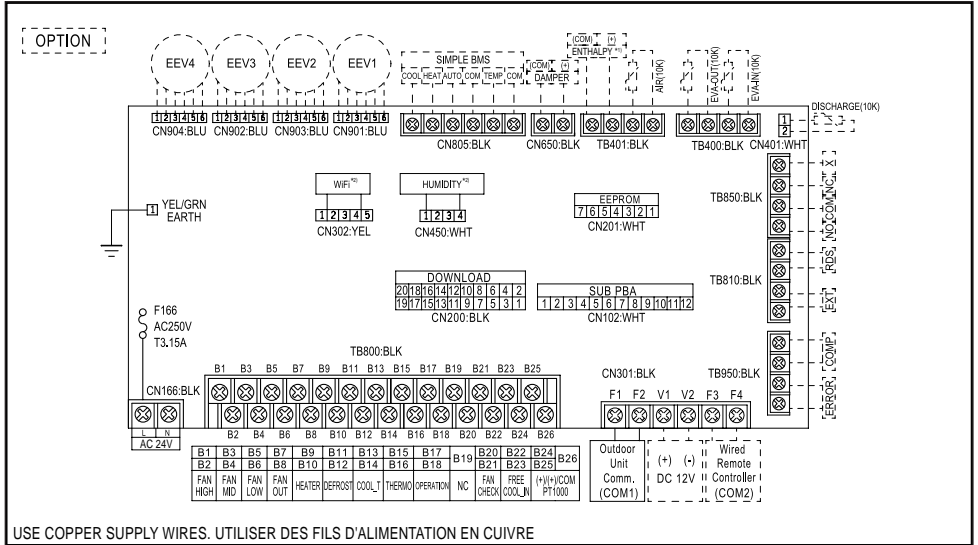 OPTION
EEV4 EEV3 EEV2 EEV1
SIMPLE BMS
COOL HEAT AUTO COM TEMP COM
(COM) (+)
DAMPER
(COM) (+)
ENTHALPY *1)
AIR(10K)
EVA-OUT(10K)
EVA-IN(10K)
DISCHARGE(10K)
1 2 3 4 5 6 1 2 3 4 5 6 1 2 3 4 5 6 1 2 3 4 5 6
CN904:BLU CN902:BLU CN903:BLU CN901:BLU
CN805:BLK CN650:BLK TB401:BLK TB400:BLK
1
2
CN401:WHT
WiFi *2)
1 2 3 4 5
CN302:YEL
HUMIDITY *2)
1 2 3 4
CN450:WHT
EEPROM
7 6 5 4 3 2 1
CN201:WHT
TB850:BLK
X
NC
COM
NO
1 YEL/GRN
EARTH
DOWNLOAD
20 18 16 14 12 10 8 6 4 2
19 17 15 13 11 9 7 5 3 1
CN200:BLK
SUB PBA
1 2 3 4 5 6 7 8 9 10 11 12
CN102:WHT
TB810:BLK
RDS
EXT
F166
AC250V
T3.15A
TB800:BLK
CN166:BLK
B1 B3 B5 B7 B9 B11 B13 B15 B17 B19 B21 B23 B25
CN301:BLK
TB950:BLK
COMP
ERROR
F1 F2 V1 V2 F3 F4
L N
AC 24V
B2 B4 B6 B8 B10 B12 B14 B16 B18 B20 B22 B24 B26
B1 B3 B5 B7 B9 B11 B13 B15 B17 B19 B20 B22 B24 B26
B2 B4 B6 B8 B10 B12 B14 B16 B18 B21 B23 B25
FAN HIGH
FAN MID
FAN LOW
FAN OUT
HEATER
DEFROST
COOL_T
THERMO
OPERATION
NC
FAN CHECK
FREE COOL_IN
(+)/(+)/COM
PT1000
Outdoor
Unit
Comm.
(COM1)
(+) (-)
DC 12V
Wired
Remote
Controller
(COM2)
USE COPPER SUPPLY WIRES. UTILISER DES FILS D'ALIMENTATION EN CUIVRE